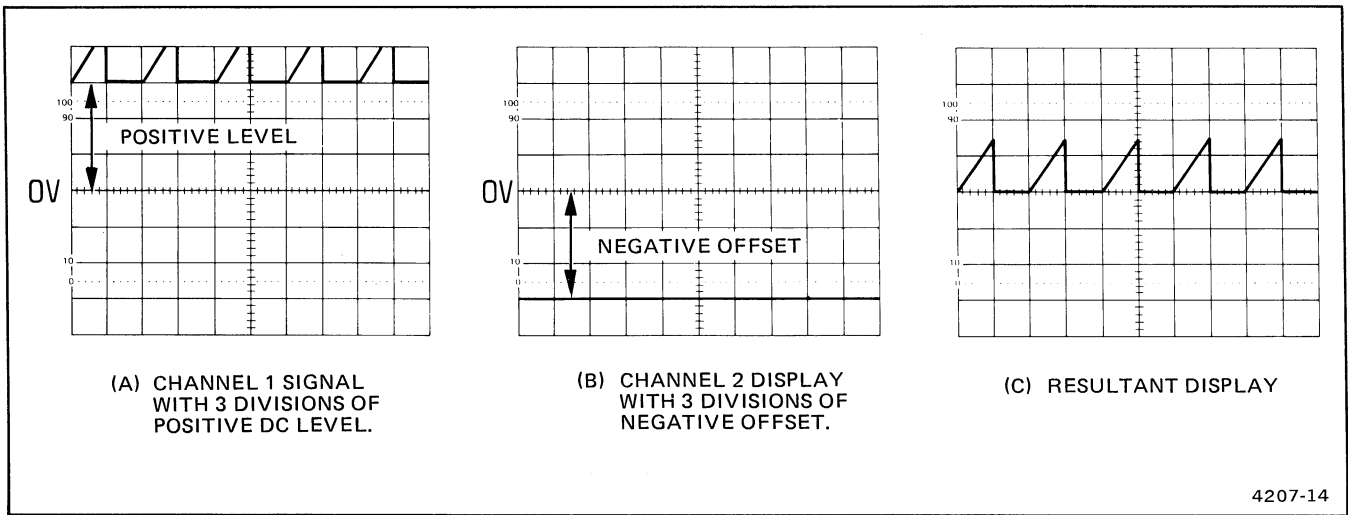 100
90
POSITIVE LEVEL
0V
10
0
(A) CHANNEL 1 SIGNAL
WITH 3 DIVISIONS OF
POSITIVE DC LEVEL.
100
90
0V
NEGATIVE OFFSET
10
0
(B) CHANNEL 2 DISPLAY
WITH 3 DIVISIONS OF
NEGATIVE OFFSET.
100
90
10
0
(C) RESULTANT DISPLAY
4207-14